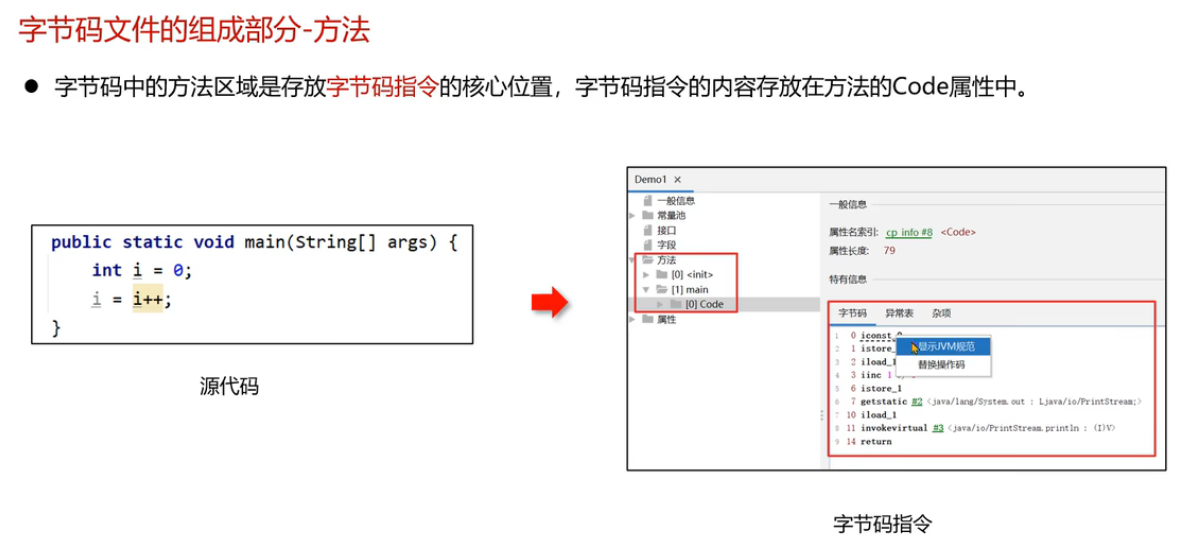 字节码文件的组成部分-方法
● 字节码中的方法区域是存放字节码指令的核心位置，字节码指令的内容存放在方法的Code属性中。
public static void main(String[] args) {
int i = 0;
i = i++;
}
源代码
Demo1 ×
一般信息
常量池
接口
字段
方法
[0] <init>
[1] main
[0] Code
属性
一般信息
属性名索引: cp info #8 <Code>
属性长度: 79
特有信息
字节码 异常表 杂项
1 0 iconst_0
2 1 istore_
3 2 iload_1
4 3 iinc 1
5 6 istore_1
6 7 getstatic #2 <java/lang/System.out : Ljava/io/PrintStream;>
7 10 iload_1
8 11 invokevirtual #3 <java/io/PrintStream.println : (I)V>
9 14 return
显示JVM规范
替换操作码
字节码指令